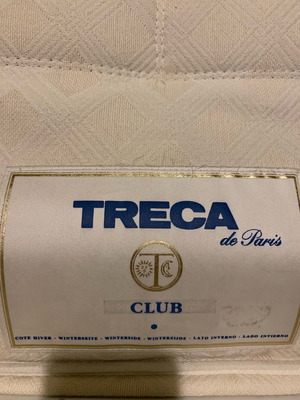 TRECA
de Paris
T
CLUB
COTE HIVER - WINTERSEITE - WINTERSIDE - WINTERZIJDE - LATO INVERNO - LADO INVIERNO